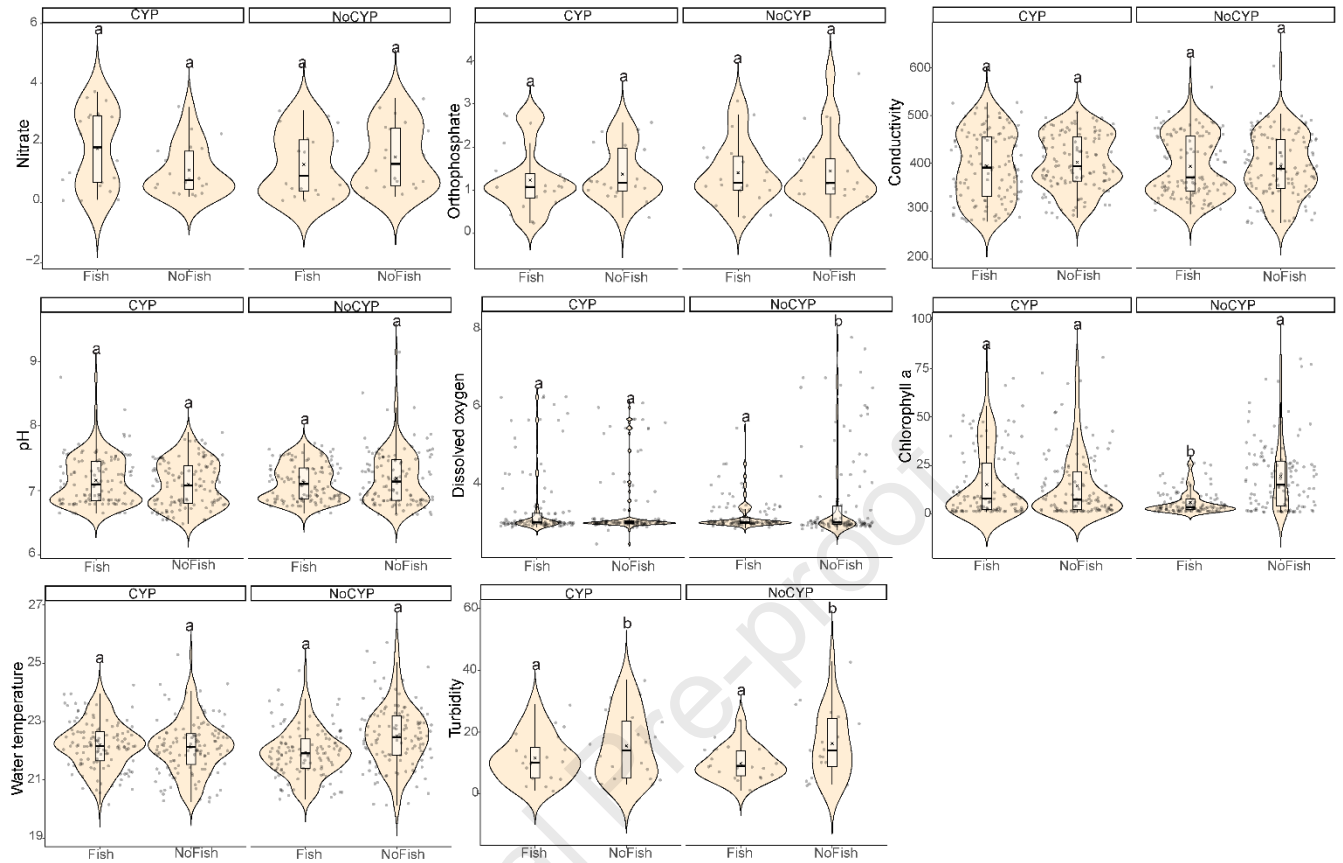 CYP NoCYP
Nitrate
6
4
2
0
−2
a a a a
Fish NoFish Fish NoFish
CYP NoCYP
Orthophosphate
4
2
0
a a a a
Fish NoFish Fish NoFish
CYP NoCYP
Conductivity
600
500
400
300
200
a a a a
Fish NoFish Fish NoFish
CYP NoCYP
pH
9
8
7
6
a a a a
Fish NoFish Fish NoFish
CYP NoCYP
Dissolved oxygen
8
6
4
a a a b
Fish NoFish Fish NoFish
CYP NoCYP
Chlorophyll a
100
75
50
25
0
a a b a
Fish NoFish Fish NoFish
CYP NoCYP
Water temperature
27
25
23
21
19
a a a a
Fish NoFish Fish NoFish
CYP NoCYP
Turbidity
60
40
20
0
a b a b
Fish NoFish Fish NoFish
al Pre-proof